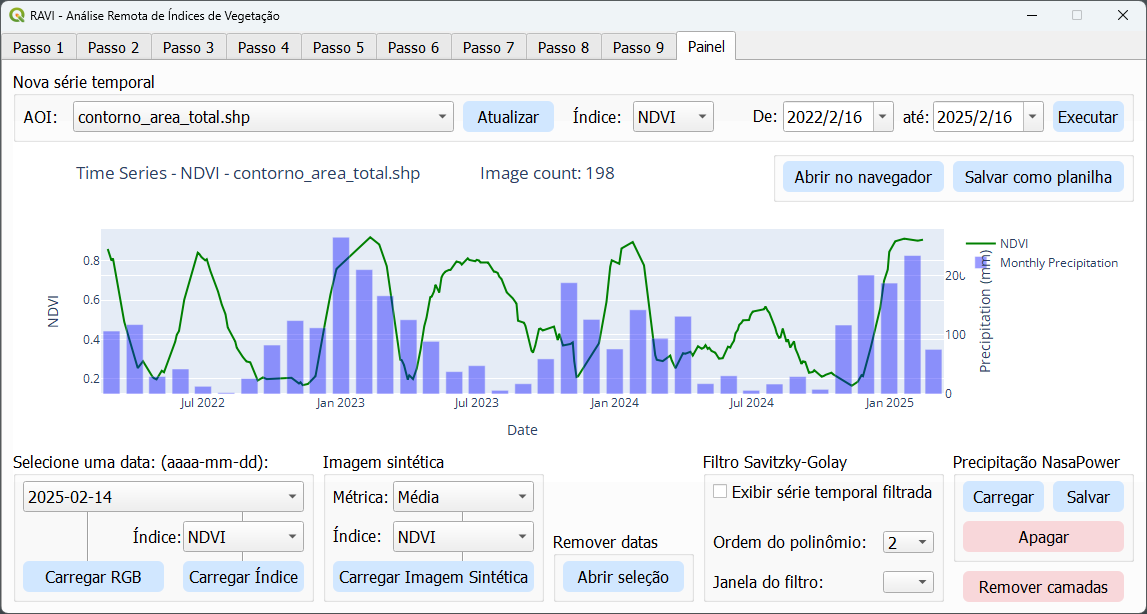 RAVI - Análise Remota de Índices de Vegetação
Passo 1 Passo 2 Passo 3 Passo 4 Passo 5 Passo 6 Passo 7 Passo 8 Passo 9 Painel
Nova série temporal
AOI: contorno_area_total.shp Atualizar Índice: NDVI De: 2022/2/16 até: 2025/2/16 Executar
Time Series - NDVI - contorno_area_total.shp Image count: 198
Abrir no navegador Salvar como planilha
NDVI
Monthly Precipitation
0.8
0.6
0.4
0.2
NDVI
200
100
0
Precipitation (mm)
Jul 2022 Jan 2023 Jul 2023 Jan 2024 Jul 2024 Jan 2025
Date
Selecione uma data: (aaaa-mm-dd):
2025-02-14
Índice: NDVI
Carregar RGB Carregar Índice
Imagem sintética
Métrica: Média
Índice: NDVI
Carregar Imagem Sintética
Remover datas
Abrir seleção
Filtro Savitzky-Golay
Exibir série temporal filtrada
Ordem do polinômio: 2
Janela do filtro:
Precipitação NasaPower
Carregar Salvar
Apagar
Remover camadas